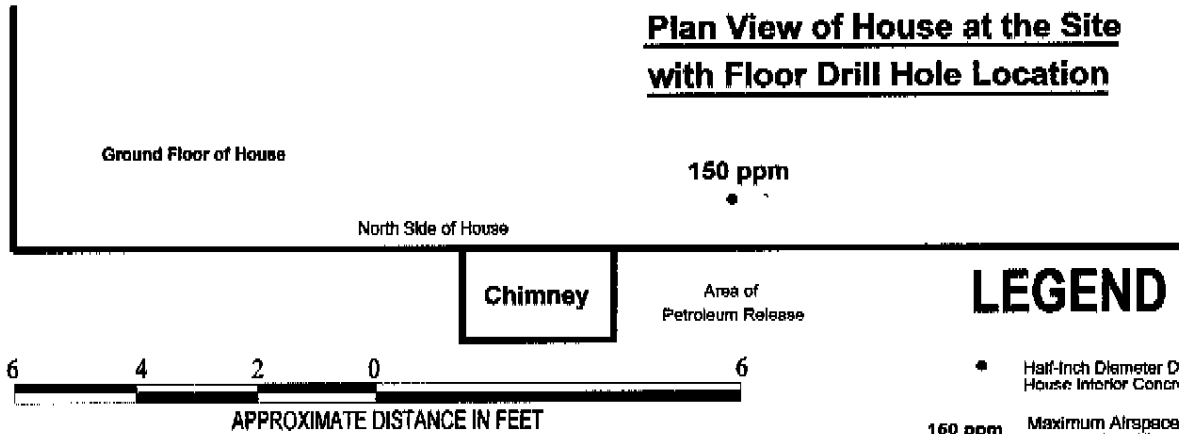 Plan View of House at the Site
with Floor Drill Hole Location
Ground Floor of House
150 ppm
North Side of House
Chimney
Area of
Petroleum Release
LEGEND
6 4 2 0 6
APPROXIMATE DISTANCE IN FEET
Half-Inch Diameter D
House Interior Concre
150 ppm Maximum Airspace